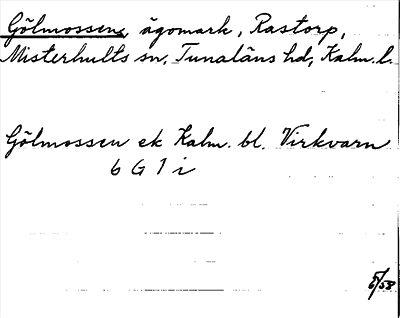 Gölmossen, ägomark, Rastorp,
Misterhults sn, Tunaläns hd, Kalm. l.
Gölmossen ek Kalm. bl. Virkvarn
6 G 1 i
5/58